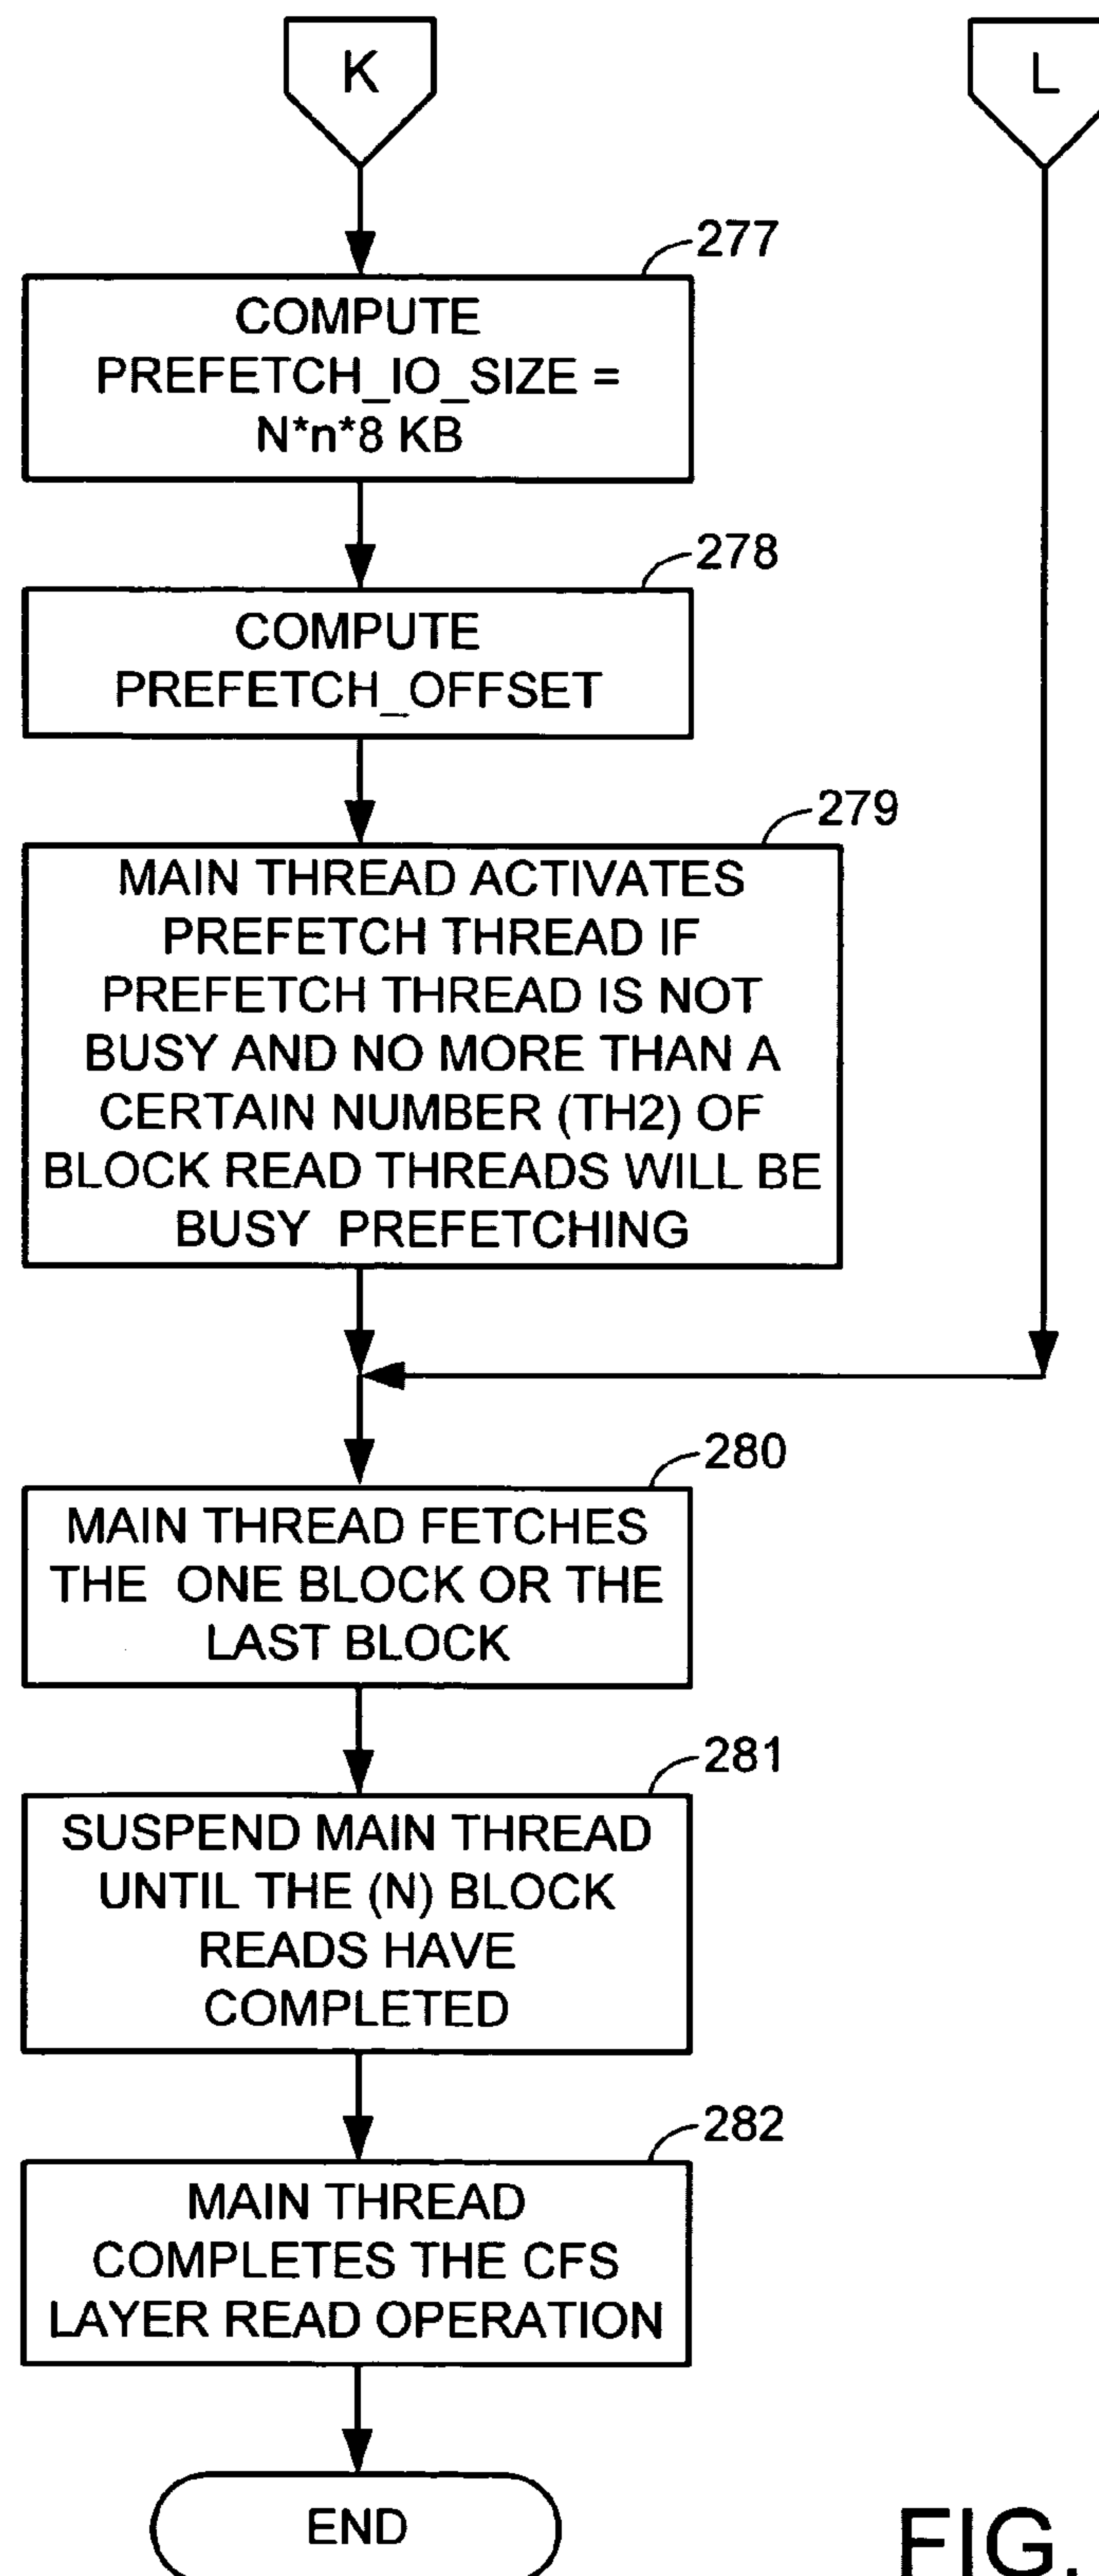 K
L
277
COMPUTE
PREFETCH_IO_SIZE =
N*n*8 KB
278
COMPUTE
PREFETCH_OFFSET
279
MAIN THREAD ACTIVATES
PREFETCH THREAD IF
PREFETCH THREAD IS NOT
BUSY AND NO MORE THAN A
CERTAIN NUMBER (TH2) OF
BLOCK READ THREADS WILL BE
BUSY PREFETCHING
280
MAIN THREAD FETCHES
THE ONE BLOCK OR THE
LAST BLOCK
281
SUSPEND MAIN THREAD
UNTIL THE (N) BLOCK
READS HAVE
COMPLETED
282
MAIN THREAD
COMPLETES THE CFS
LAYER READ OPERATION
END
FIG.